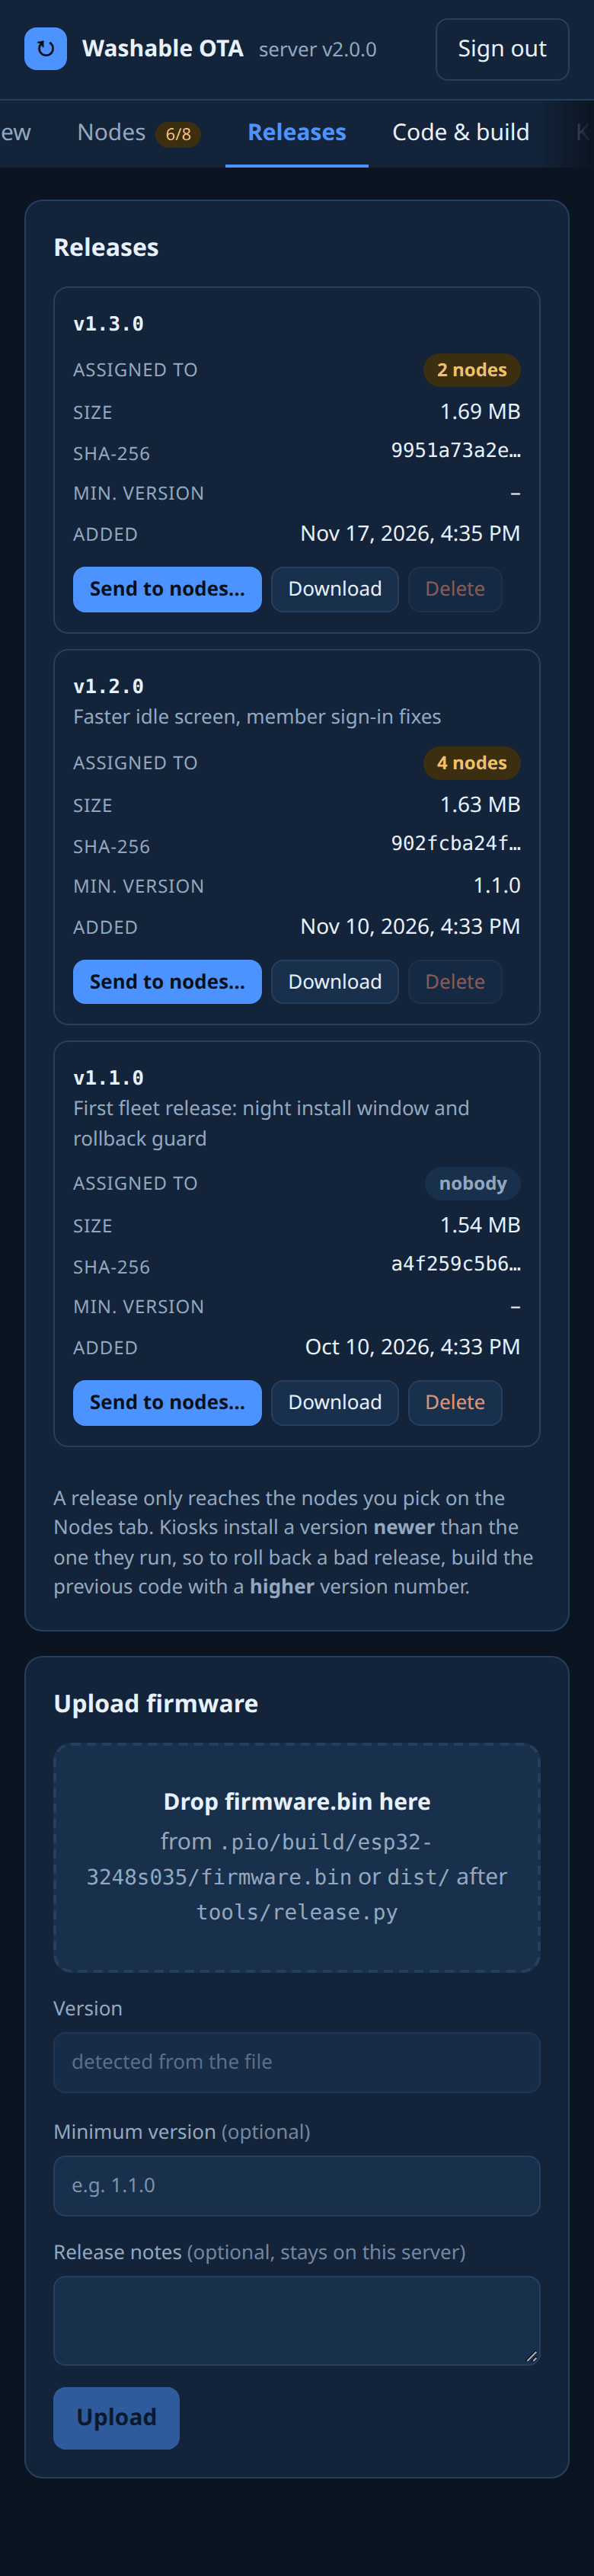 ↻ Washable OTA server v2.0.0 Sign out
ew Nodes 6/8 Releases Code & build K
Releases
v1.3.0
ASSIGNED TO 2 nodes
SIZE 1.69 MB
SHA-256 9951a73a2e…
MIN. VERSION –
ADDED Nov 17, 2026, 4:35 PM
Send to nodes… Download Delete
v1.2.0
Faster idle screen, member sign-in fixes
ASSIGNED TO 4 nodes
SIZE 1.63 MB
SHA-256 902fcba24f…
MIN. VERSION 1.1.0
ADDED Nov 10, 2026, 4:33 PM
Send to nodes… Download Delete
v1.1.0
First fleet release: night install window and
rollback guard
ASSIGNED TO nobody
SIZE 1.54 MB
SHA-256 a4f259c5b6…
MIN. VERSION –
ADDED Oct 10, 2026, 4:33 PM
Send to nodes… Download Delete
A release only reaches the nodes you pick on the
Nodes tab. Kiosks install a version newer than the
one they run, so to roll back a bad release, build the
previous code with a higher version number.
Upload firmware
Drop firmware.bin here
from .pio/build/esp32-
3248s035/firmware.bin or dist/ after
tools/release.py
Version
detected from the file
Minimum version (optional)
e.g. 1.1.0
Release notes (optional, stays on this server)
Upload